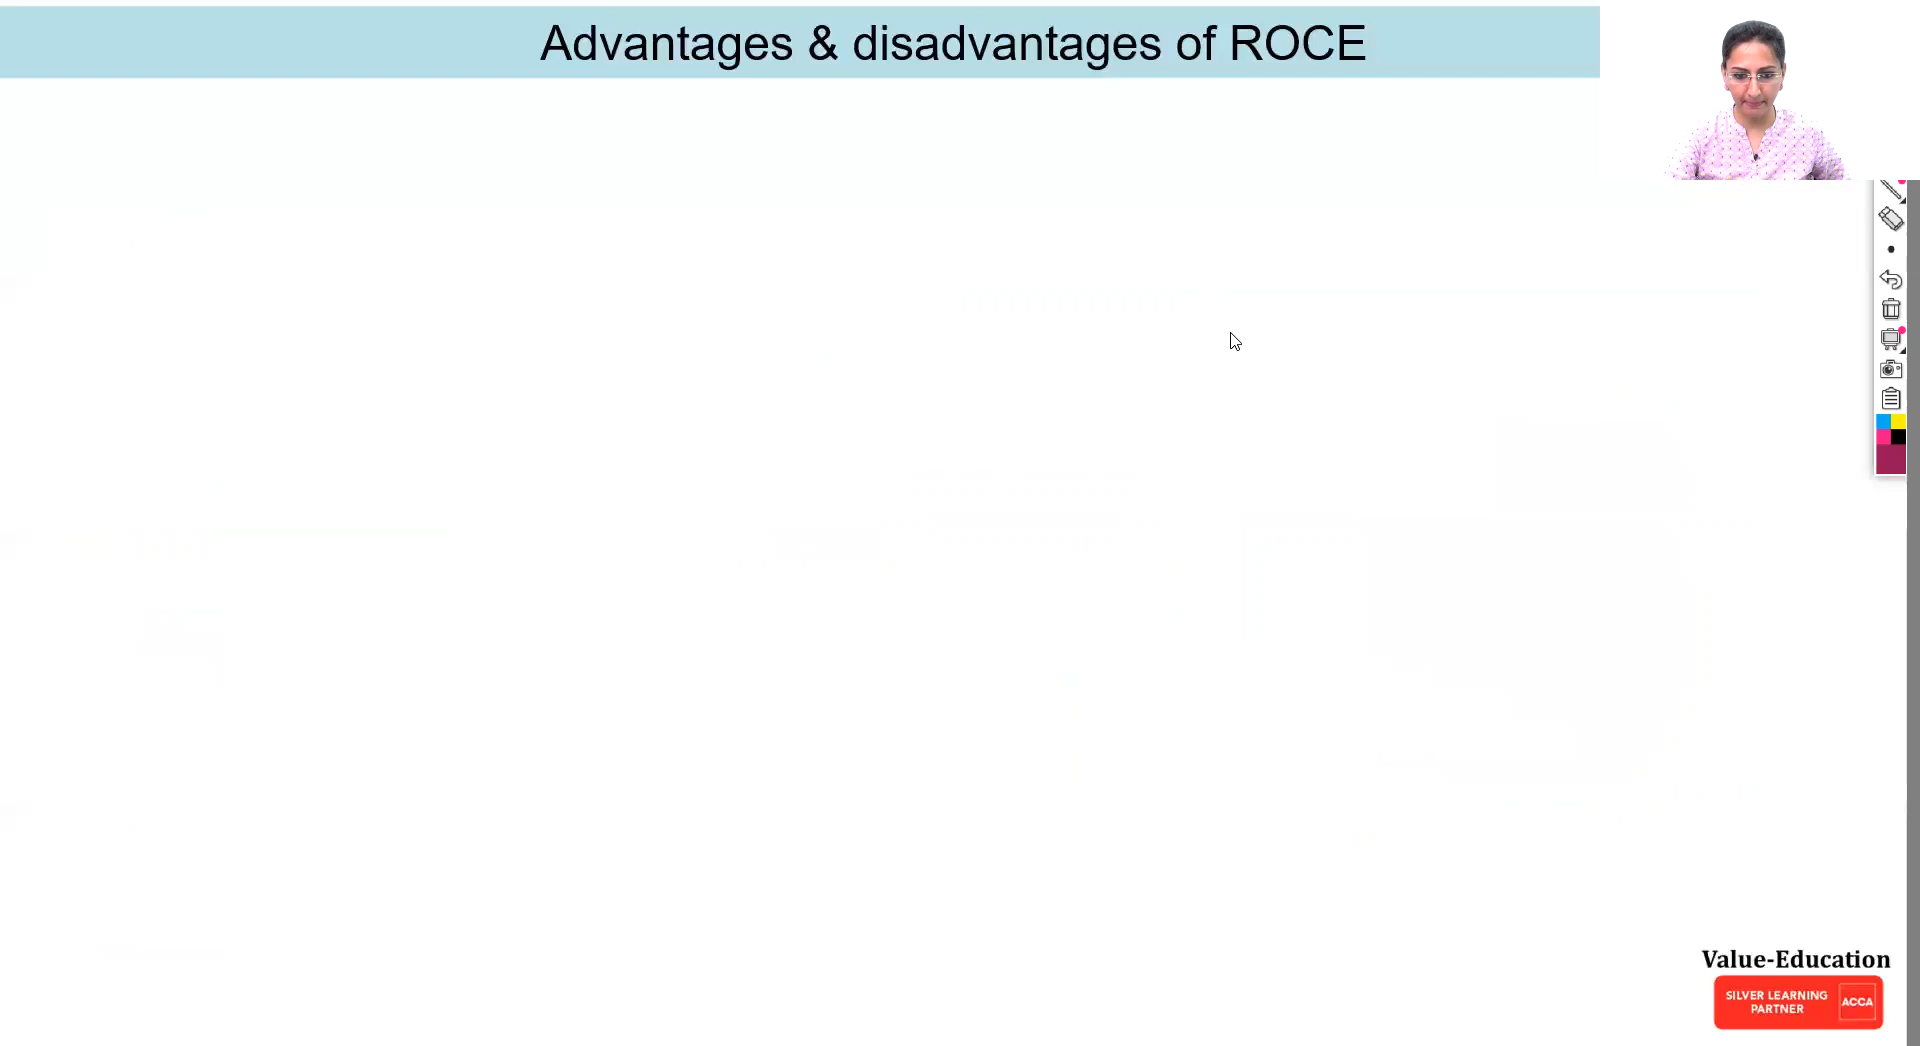 Advantages & disadvantages of ROCE
Value-Education
SILVER LEARNING
PARTNER
ACCA